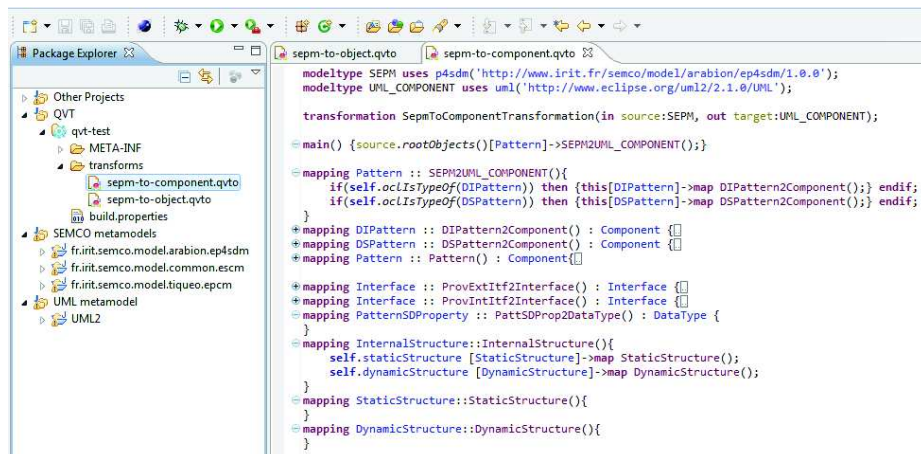 Package Explorer
Other Projects
QVT
qvt-test
META-INF
transforms
sepm-to-component.qvto
sepm-to-object.qvto
build.properties
SEMCO metamodels
fr.irit.semco.model.arabion.ep4sdm
fr.irit.semco.model.common.escm
fr.irit.semco.model.tiqueo.epcm
UML metamodel
UML2
sepm-to-object.qvto
sepm-to-component.qvto
modeltype SEPM uses p4sdm('http://www.irit.fr/semco/model/arabion/ep4sdm/1.0.0');
modeltype UML_COMPONENT uses uml('http://www.eclipse.org/uml2/2.1.0/UML');
transformation SepmToComponentTransformation(in source:SEPM, out target:UML_COMPONENT);
main() {source.rootObjects()[Pattern]->SEPM2UML_COMPONENT();}
mapping Pattern :: SEPM2UML_COMPONENT(){
if(self.oclIsTypeOf(DIPattern)) then {this[DIPattern]->map DIPattern2Component();} endif;
if(self.oclIsTypeOf(DSPattern)) then {this[DSPattern]->map DSPattern2Component();} endif;
}
mapping DIPattern :: DIPattern2Component() : Component {
mapping DSPattern :: DSPattern2Component() : Component {
mapping Pattern :: Pattern() : Component{
mapping Interface :: ProvExtItf2Interface() : Interface {
mapping Interface :: ProvIntItf2Interface() : Interface {
mapping PatternSDProperty :: PattSDProp2DataType() : DataType {
}
mapping InternalStructure::InternalStructure(){
self.staticStructure [StaticStructure]->map StaticStructure();
self.dynamicStructure [DynamicStructure]->map DynamicStructure();
}
mapping StaticStructure::StaticStructure(){
}
mapping DynamicStructure::DynamicStructure(){
}